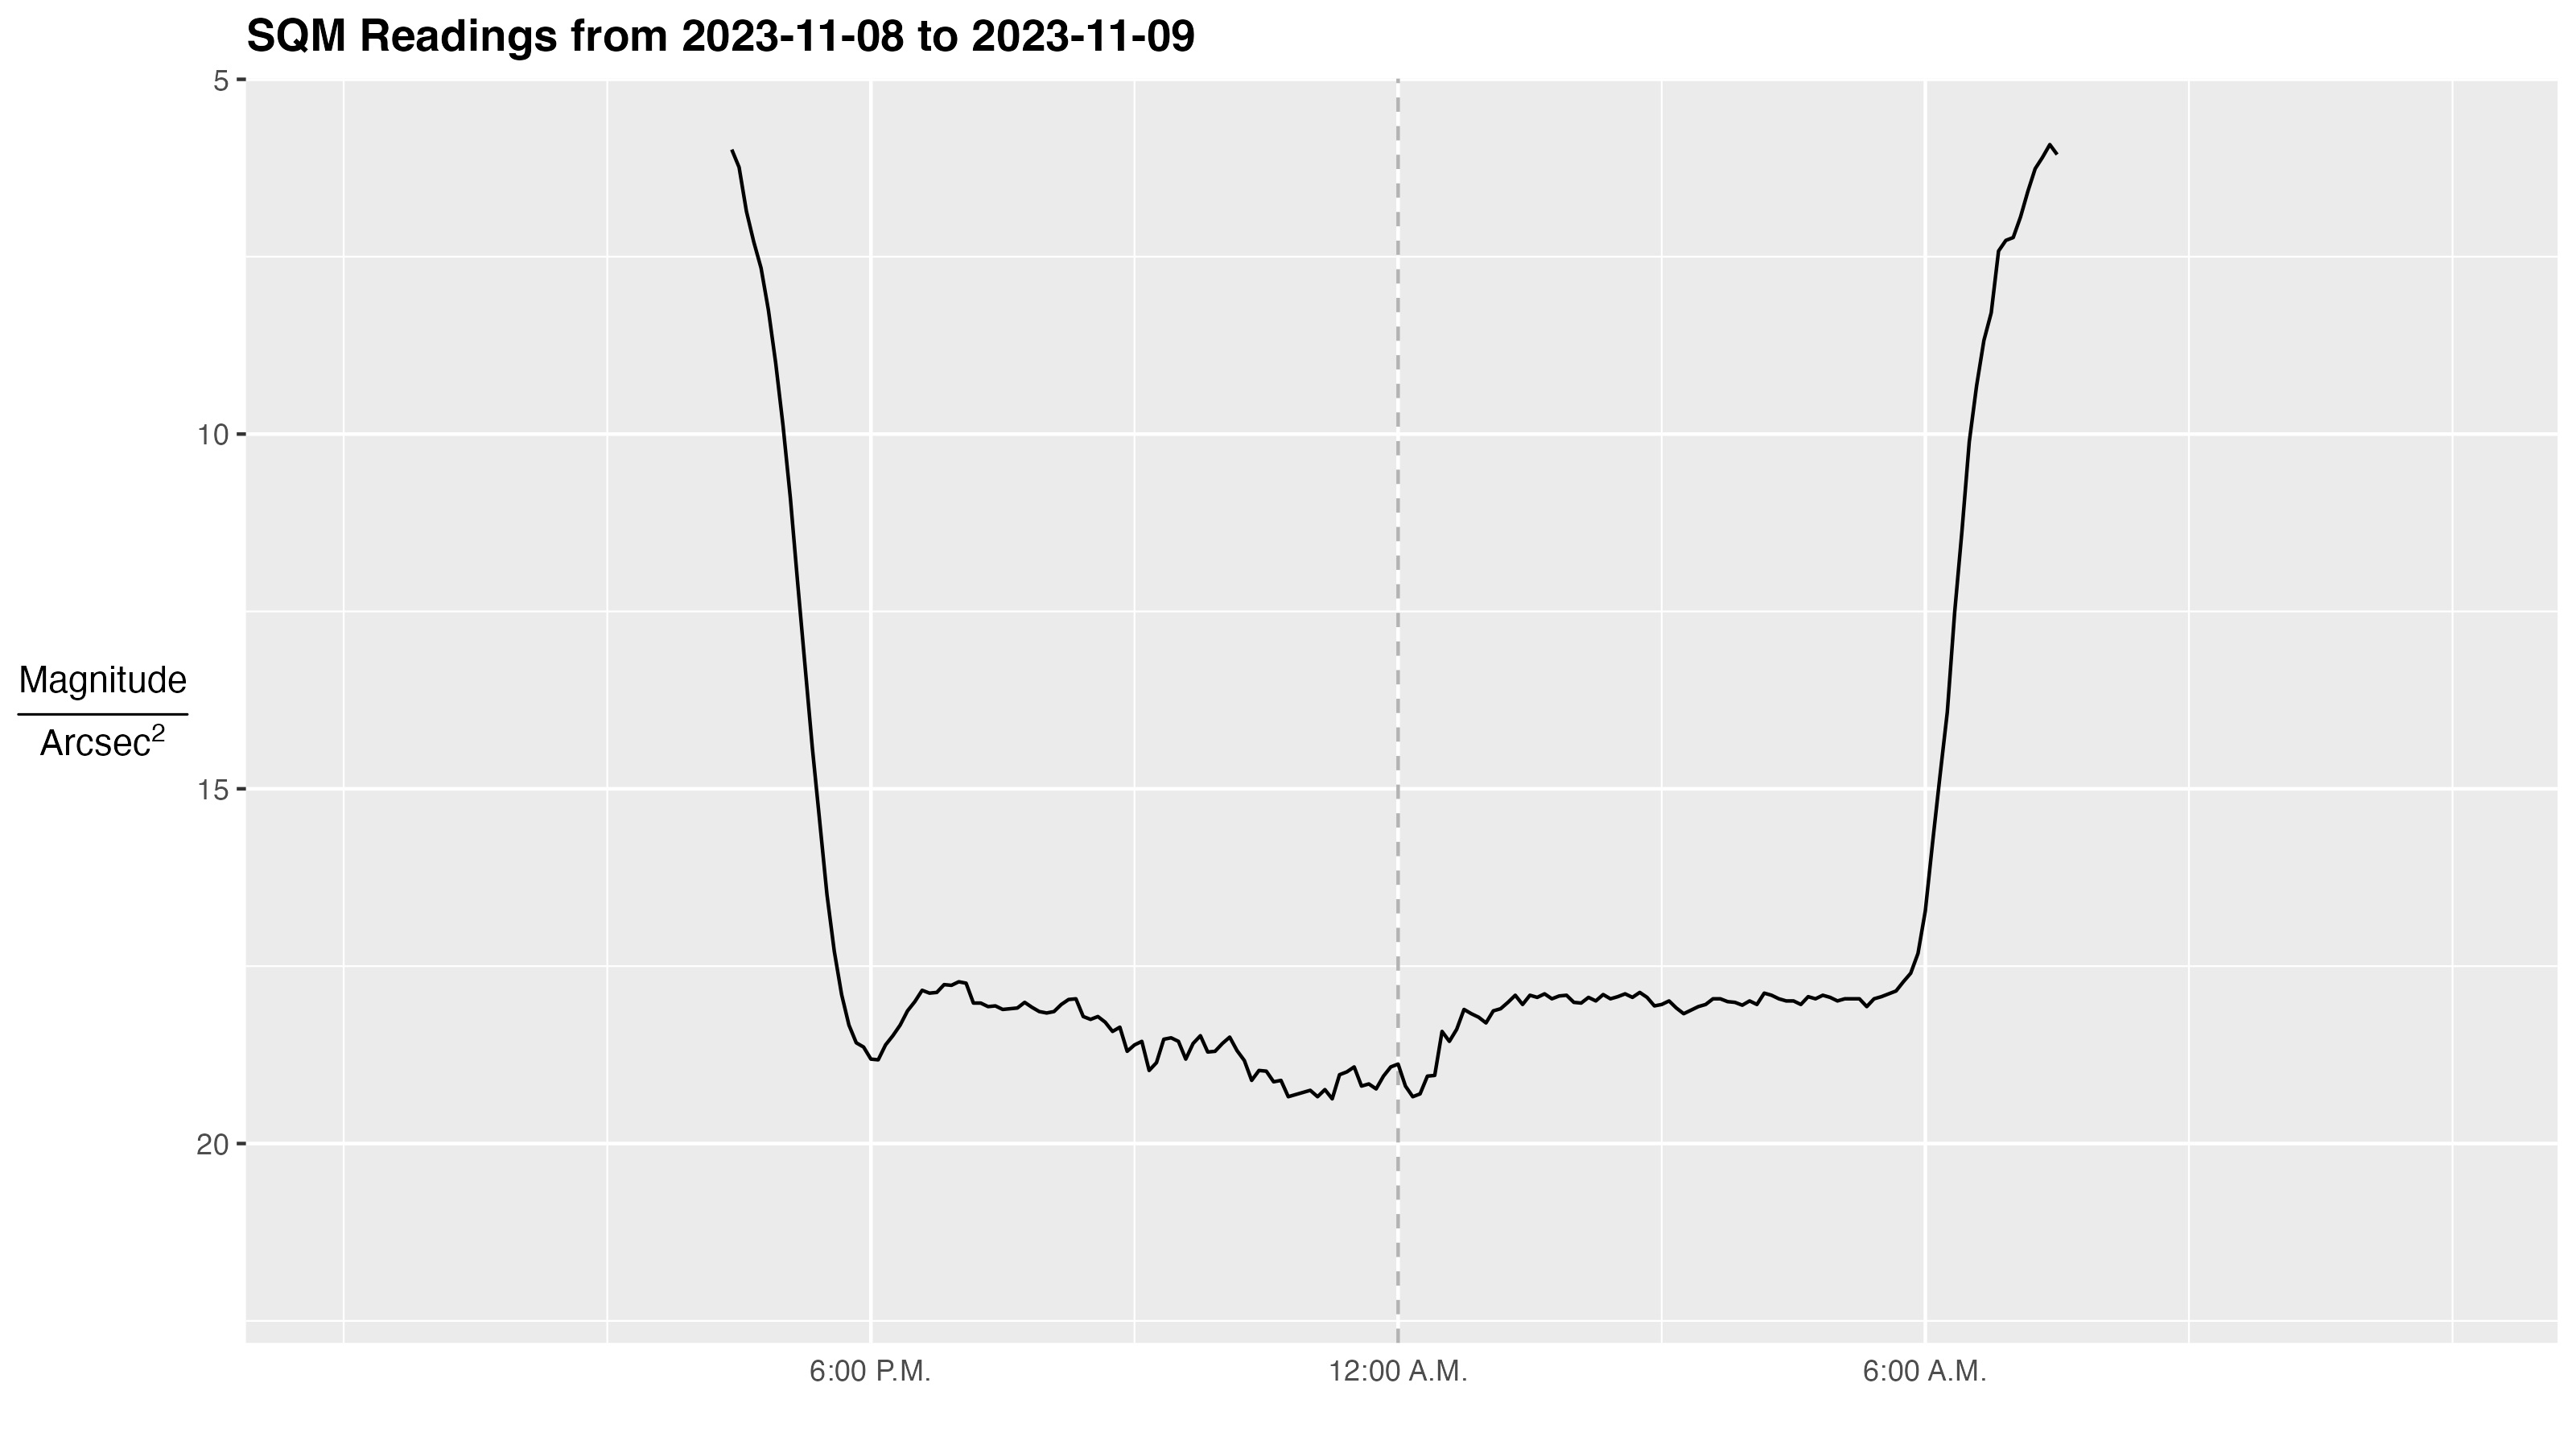 SQM Readings from 2023-11-08 to 2023-11-09
5
10
15
20
Magnitude
Arcsec²
6:00 P.M.
12:00 A.M.
6:00 A.M.